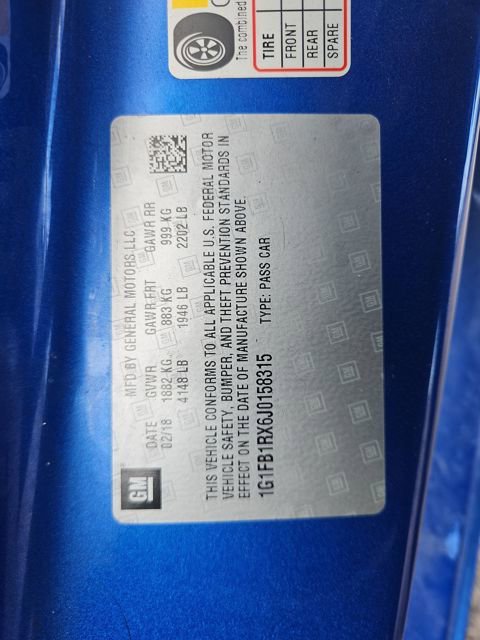 The combined
TIRE
FRONT
REAR
SPARE
GM
MFD BY GENERAL MOTORS LLC
DATE GVWR GAWR FRT GAWR RR
02/18 1882 KG 883 KG 999 KG
4148 LB 1946 LB 2202 LB
THIS VEHICLE CONFORMS TO ALL APPLICABLE U.S. FEDERAL MOTOR
VEHICLE SAFETY, BUMPER, AND THEFT PREVENTION STANDARDS IN
EFFECT ON THE DATE OF MANUFACTURE SHOWN ABOVE.
1G1FB1RX6J0158315 TYPE: PASS CAR